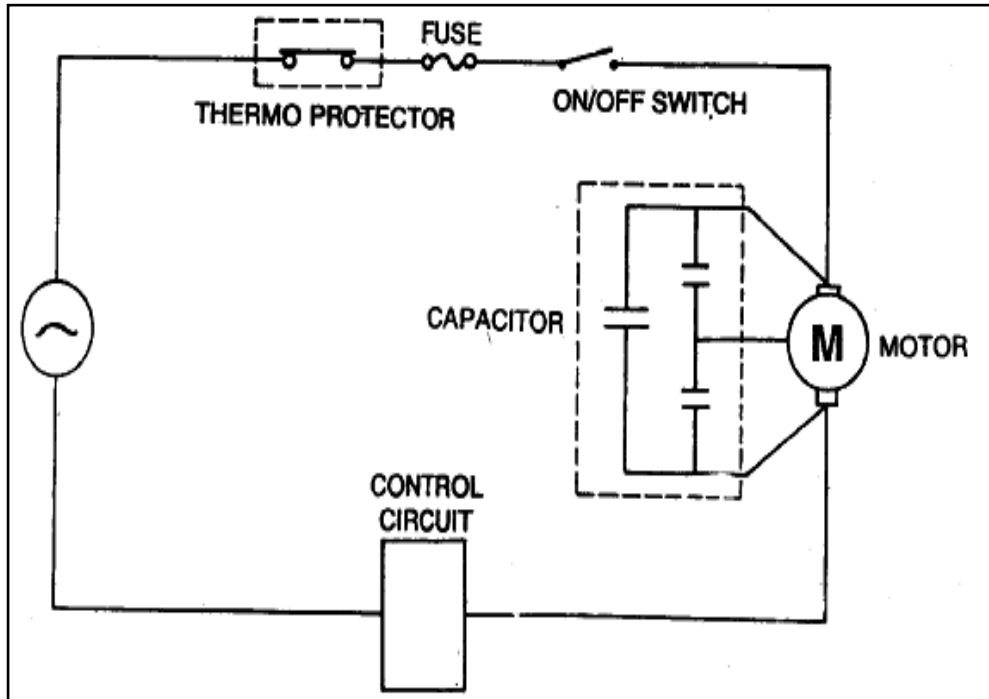 FUSE
THERMO PROTECTOR
ON/OFF SWITCH
CAPACITOR
M
MOTOR
CONTROL
CIRCUIT